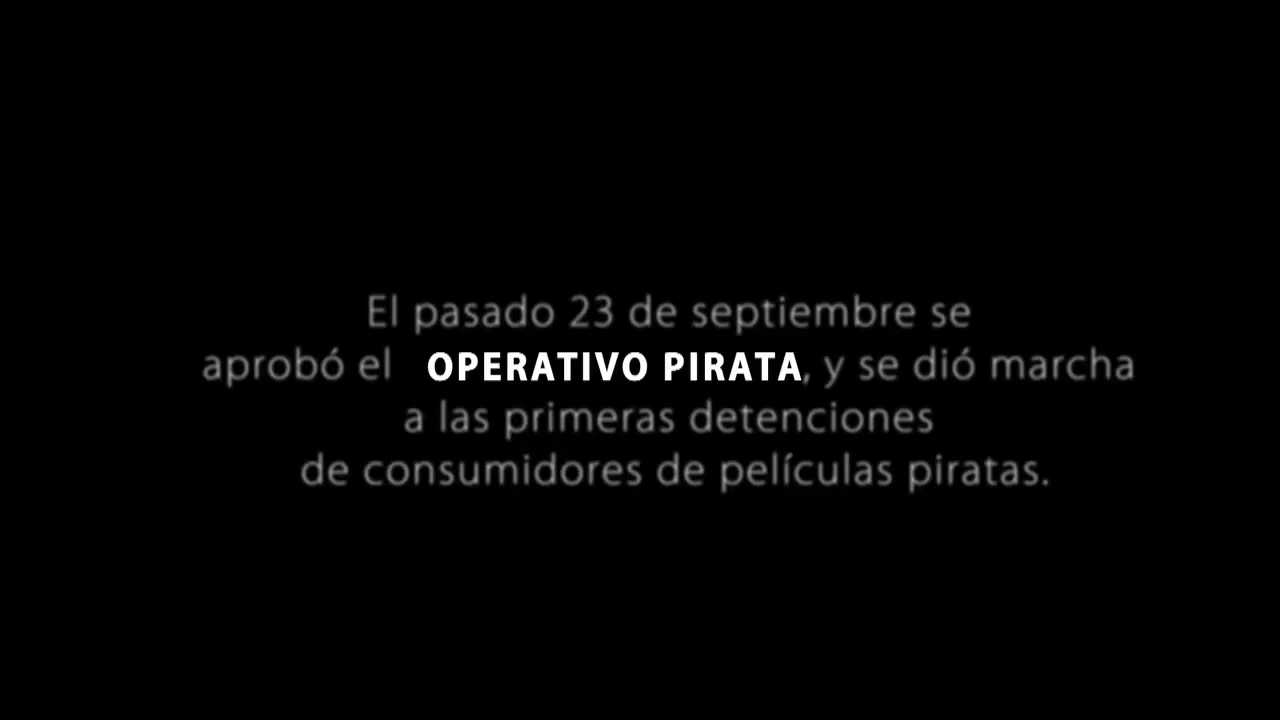 El pasado 23 de septiembre se
aprobó el OPERATIVO PIRATA, y se dió marcha
a las primeras detenciones
de consumidores de películas piratas.